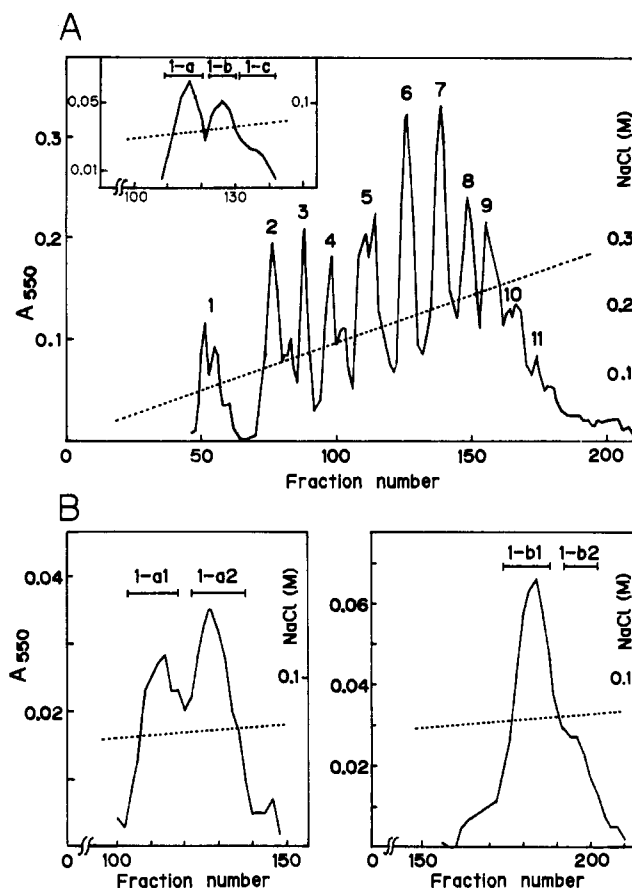 A
1-a 1-b 1-c
0.05
0.01
0.1
100 130
0.3
0.2
0.1
A550
1 2 3 4 5 6 7 8 9 10 11
NaCl (M)
0.3
0.2
0.1
0 50 100 150 200
Fraction number
B
1-a1 1-a2
0.04
0.02
A550
NaCl (M)
0.1
0 100 150
Fraction number
1-b1 1-b2
0.06
0.04
0.02
NaCl (M)
0.1
0 150 200
Fraction number